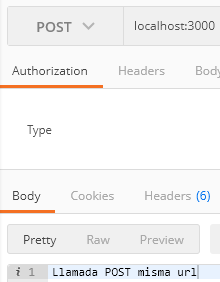 POST localhost:3000
Authorization Headers Body
Type
Body Cookies Headers (6)
Pretty Raw Preview
i 1 Llamada POST misma url